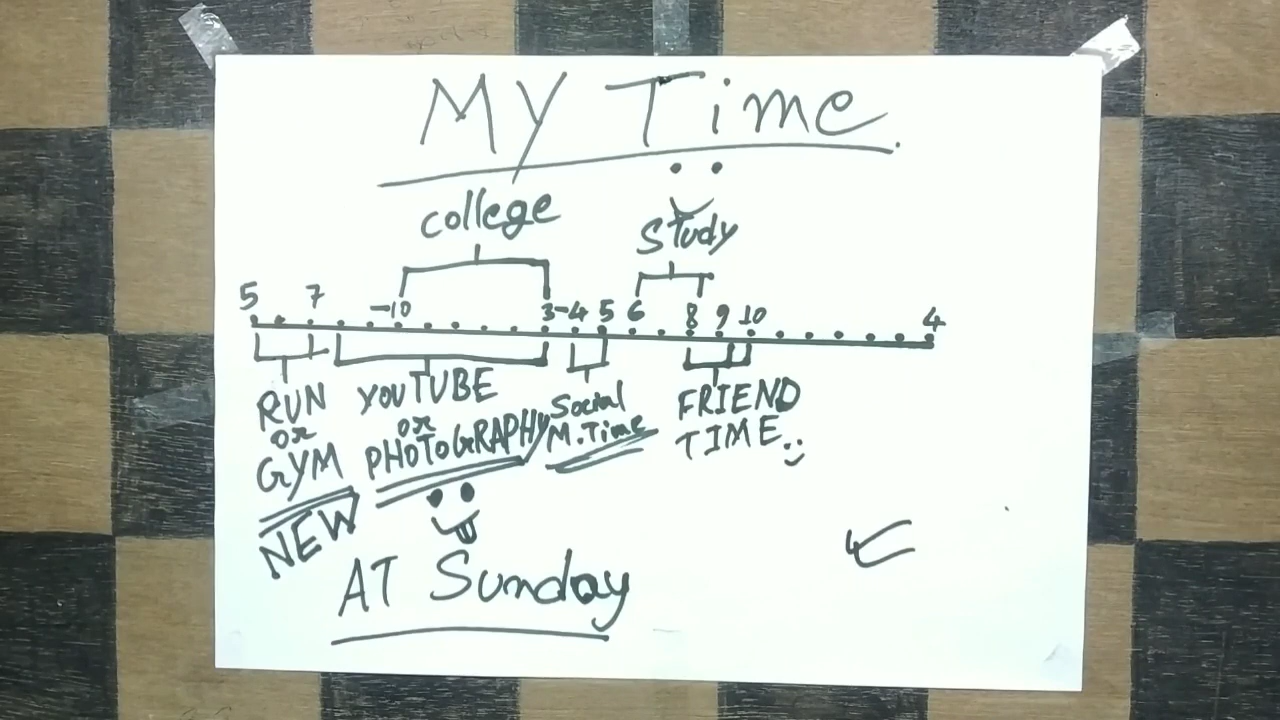 MY Time
college
Study
5 7 -10 3-4 5 6 8 9 10 4
RUN
or
GYM
NEW
YOUTUBE
or
PHOTOGRAPHY
Social
M.Time
FRIEND
TIME
AT Sunday